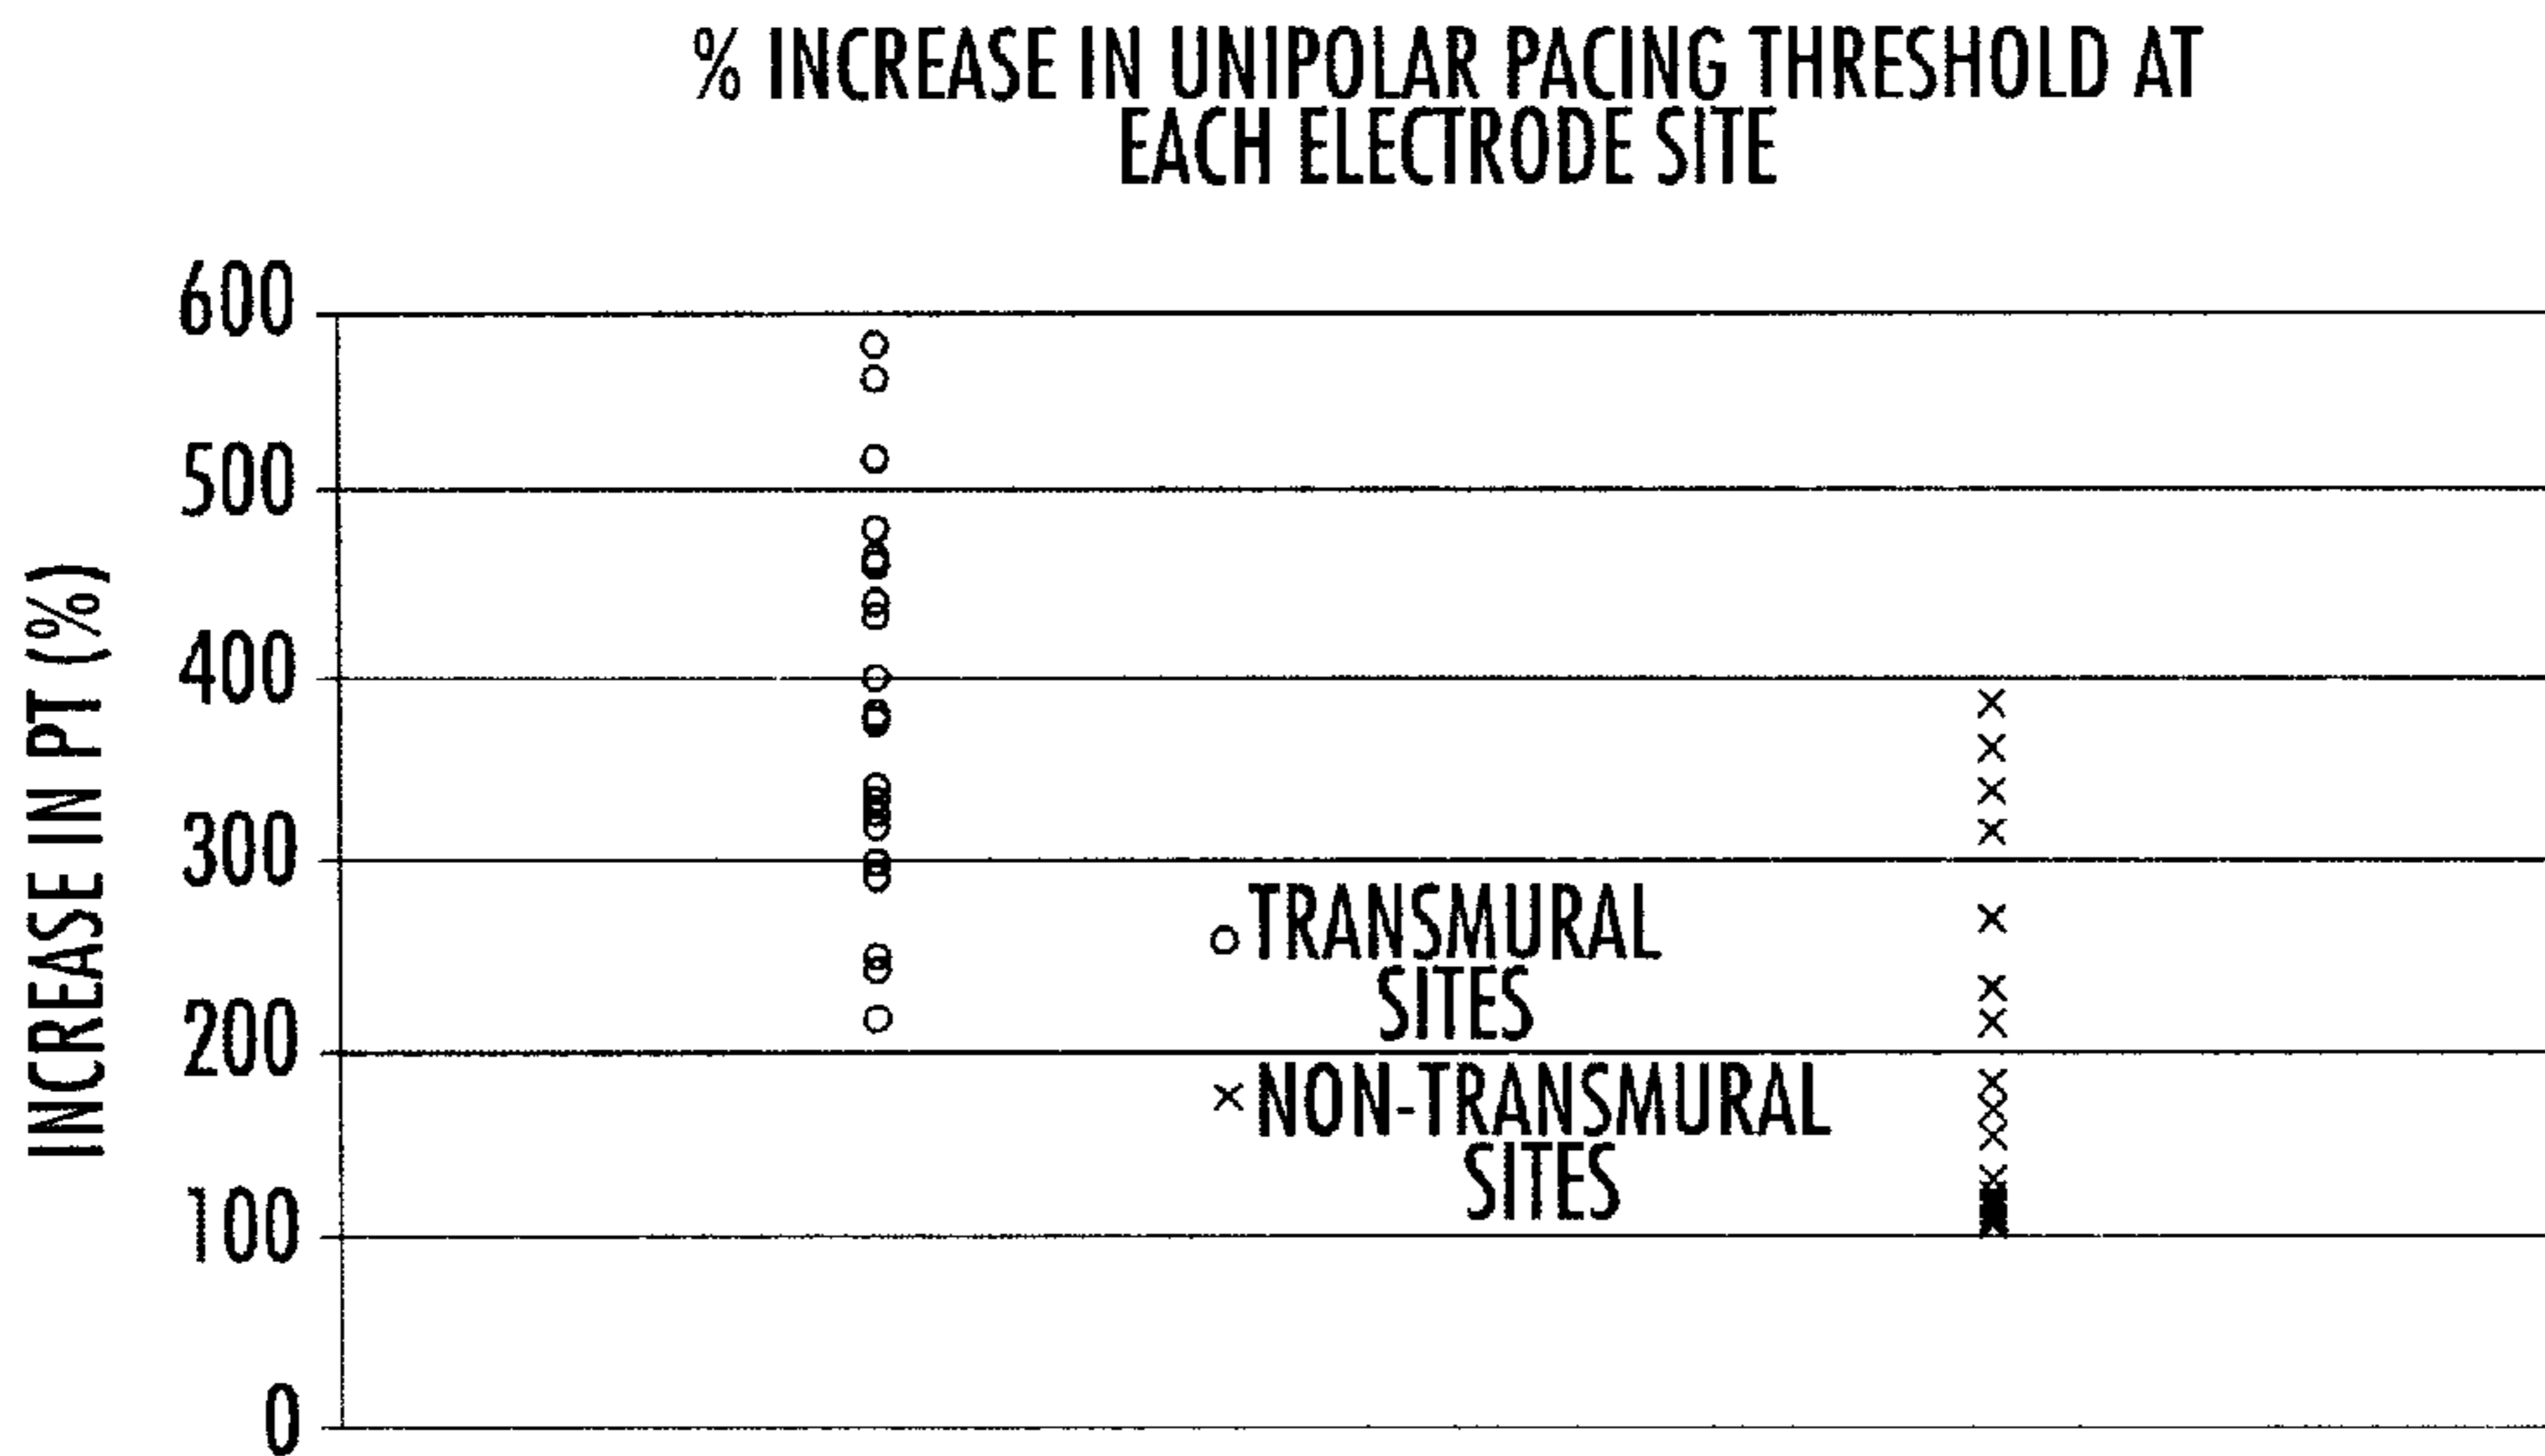 % INCREASE IN UNIPOLAR PACING THRESHOLD AT
EACH ELECTRODE SITE
INCREASE IN PT (%)
600
500
400
300
200
100
0
TRANSMURAL
SITES
NON-TRANSMURAL
SITES